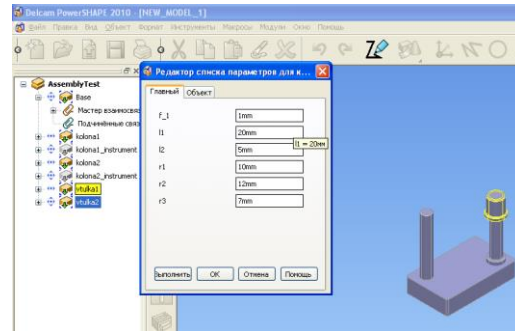 Delcam PowerSHAPE 2010 - [NEW_MODEL_1]
Файл Правка Вид Объект Формат Инструменты Макросы Модули Окно Помощь
AssemblyTest
Base
Мастер взаимосвяз
Подчинённые связ
kolona1
kolona1_instrument
kolona2
kolona2_instrument
vtulka1
vtulka2
Редактор списка параметров для к...
Главный Объект
f_1 1mm
l1 20mm
l1 = 20мм
l2 5mm
r1 10mm
r2 12mm
r3 7mm
Выполнить OK Отмена Помощь